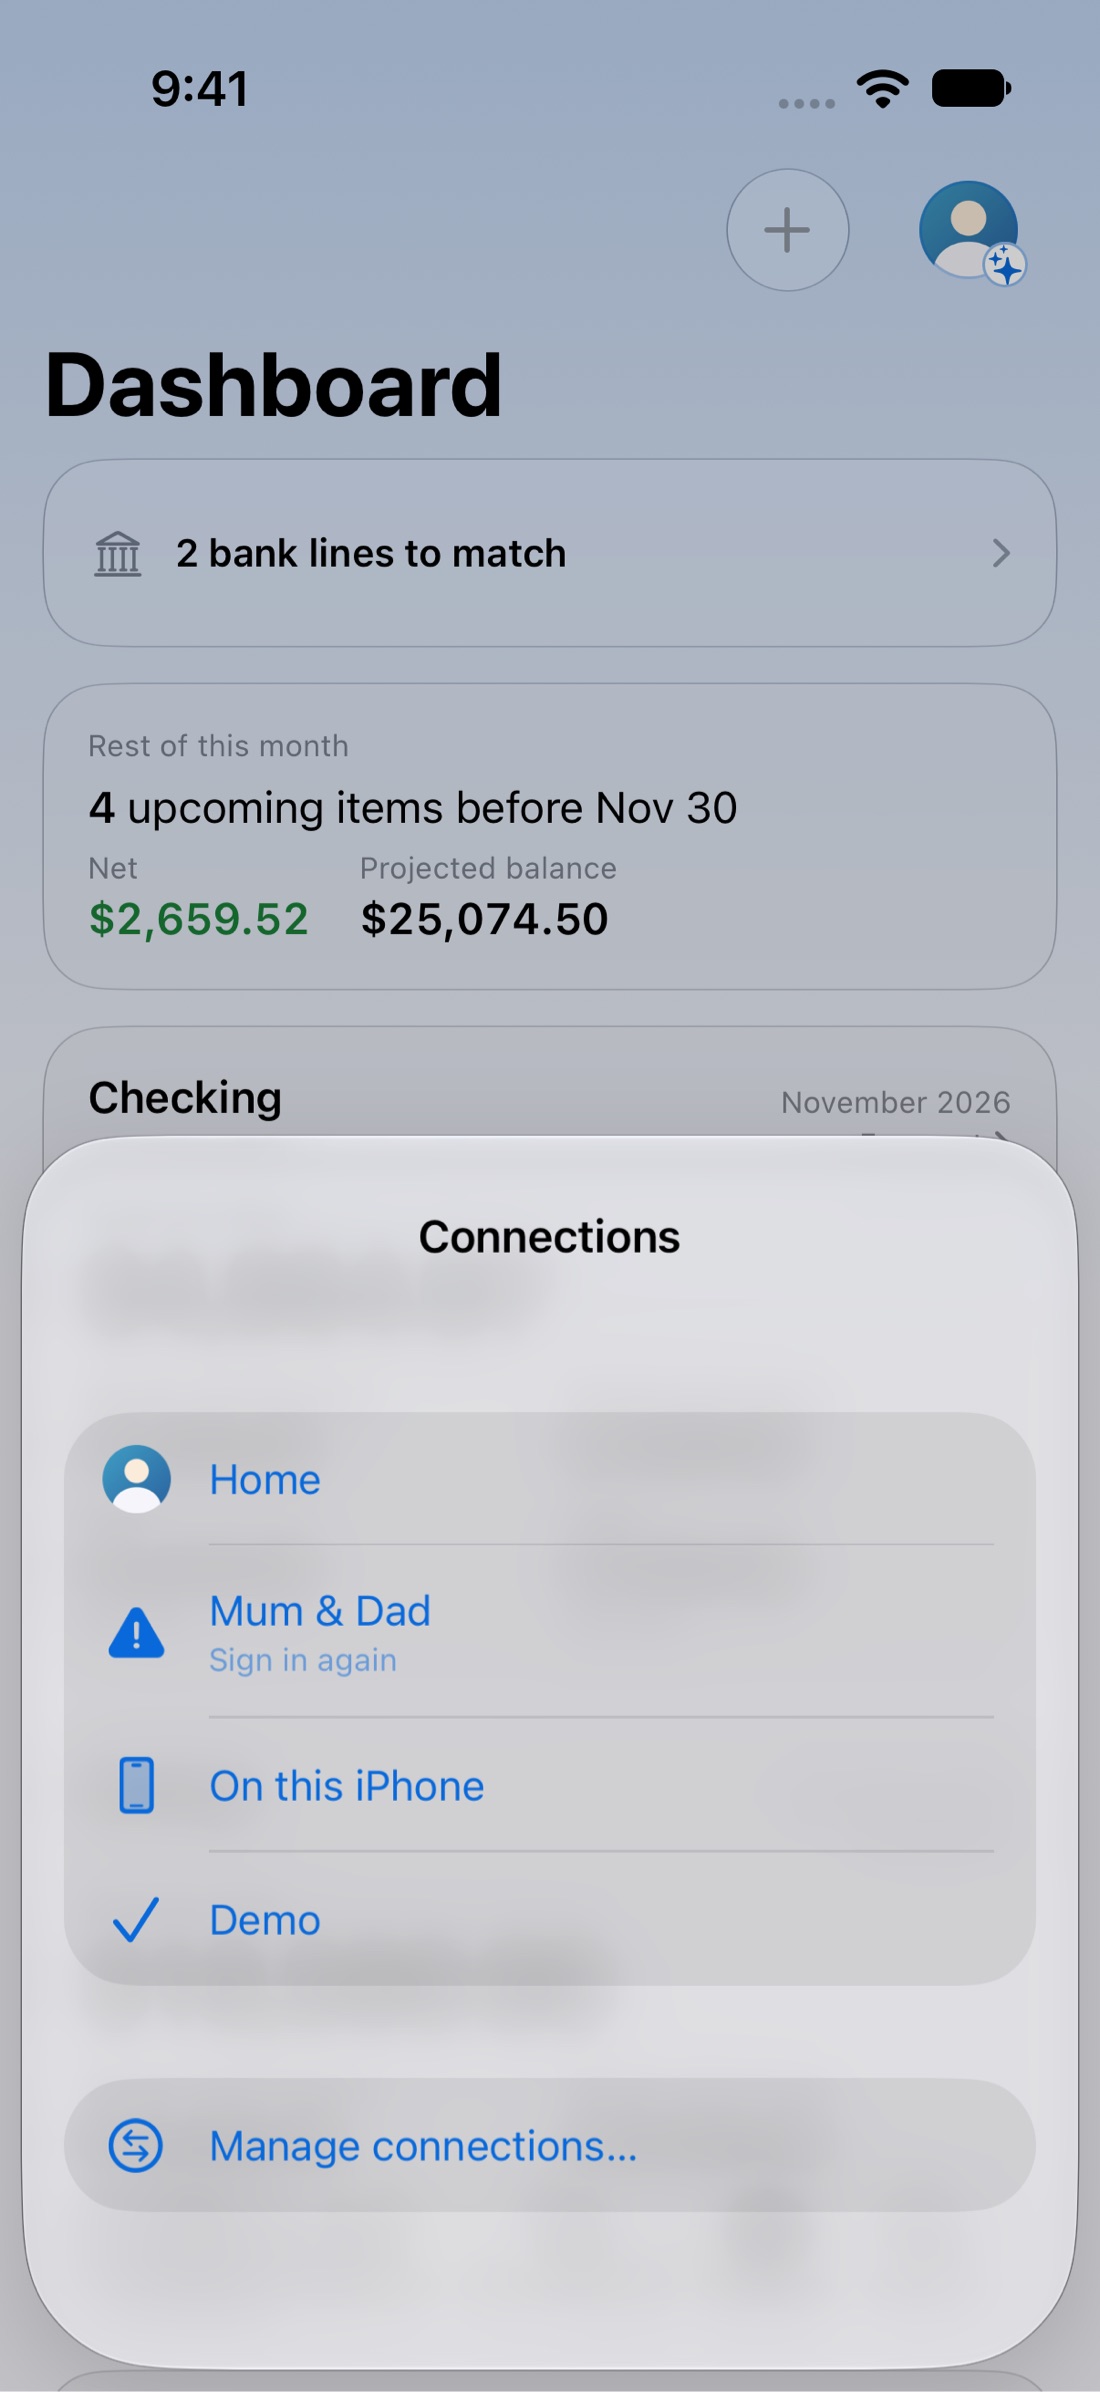 9:41
Dashboard
2 bank lines to match
Rest of this month
4 upcoming items before Nov 30
Net
Projected balance
$2,659.52
$25,074.50
Checking
November 2026
Connections
Home
Mum & Dad
Sign in again
On this iPhone
Demo
Manage connections...